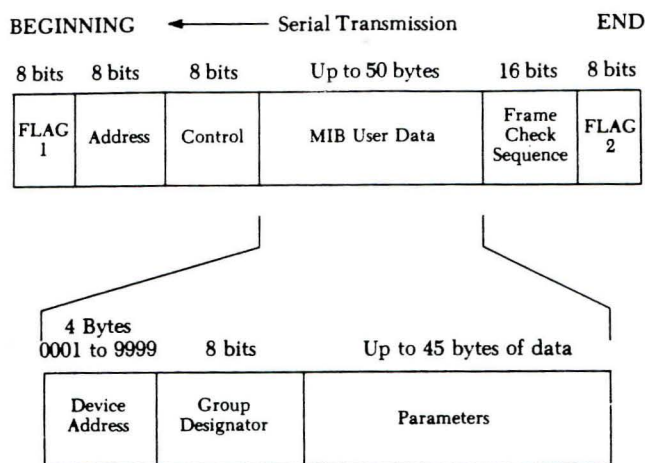 BEGINNING Serial Transmission END
8 bits 8 bits 8 bits Up to 50 bytes 16 bits 8 bits
FLAG
1
Address
Control
MIB User Data
Frame
Check
Sequence
FLAG
2
4 Bytes
0001 to 9999 8 bits Up to 45 bytes of data
Device
Address
Group
Designator
Parameters